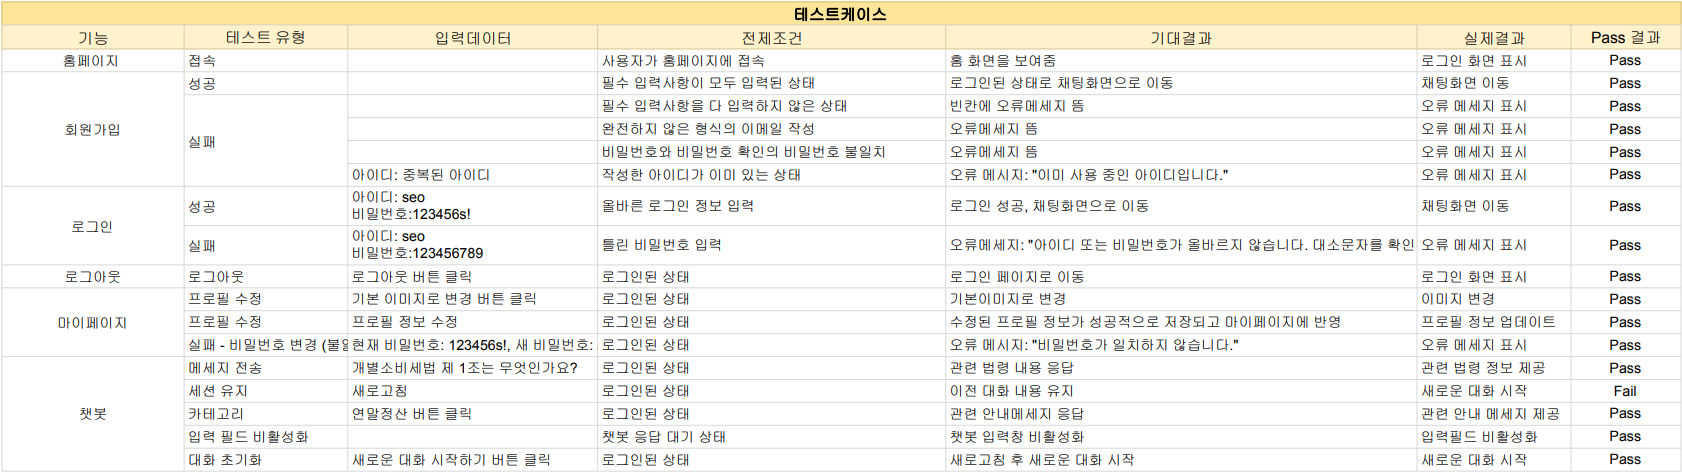 테스트케이스
기능 테스트 유형 입력데이터 전제조건 기대결과 실제결과 Pass 결과
홈페이지 접속 사용자가 홈페이지에 접속 홈 화면을 보여줌 로그인 화면 표시 Pass
회원가입 성공 필수 입력사항이 모두 입력된 상태 로그인된 상태로 채팅화면으로 이동 채팅화면 이동 Pass
실패 필수 입력사항을 다 입력하지 않은 상태 빈칸에 오류메세지 뜸 오류 메세지 표시 Pass
완전하지 않은 형식의 이메일 작성 오류메세지 뜸 오류 메세지 표시 Pass
비밀번호와 비밀번호 확인의 비밀번호 불일치 오류메세지 뜸 오류 메세지 표시 Pass
아이디: 중복된 아이디 작성한 아이디가 이미 있는 상태 오류 메시지: "이미 사용 중인 아이디입니다." 오류 메세지 표시 Pass
로그인 성공 아이디: seo
비밀번호:123456s! 올바른 로그인 정보 입력 로그인 성공, 채팅화면으로 이동 채팅화면 이동 Pass
실패 아이디: seo
비밀번호:123456789 틀린 비밀번호 입력 오류메세지: "아이디 또는 비밀번호가 올바르지 않습니다. 대소문자를 확인 오류 메세지 표시 Pass
로그아웃 로그아웃 로그아웃 버튼 클릭 로그인된 상태 로그인 페이지로 이동 로그인 화면 표시 Pass
마이페이지 프로필 수정 기본 이미지로 변경 버튼 클릭 로그인된 상태 기본이미지로 변경 이미지 변경 Pass
프로필 수정 프로필 정보 수정 로그인된 상태 수정된 프로필 정보가 성공적으로 저장되고 마이페이지에 반영 프로필 정보 업데이트 Pass
실패 - 비밀번호 변경 (불일 현재 비밀번호: 123456s!, 새 비밀번호: 로그인된 상태 오류 메시지: "비밀번호가 일치하지 않습니다." 오류 메세지 표시 Pass
챗봇 메세지 전송 개별소비세법 제 1조는 무엇인가요? 로그인된 상태 관련 법령 내용 응답 관련 법령 정보 제공 Pass
세션 유지 새로고침 로그인된 상태 이전 대화 내용 유지 새로운 대화 시작 Fail
카테고리 연말정산 버튼 클릭 로그인된 상태 관련 안내메세지 응답 관련 안내 메세지 제공 Pass
입력 필드 비활성화 챗봇 응답 대기 상태 챗봇 입력창 비활성화 입력필드 비활성화 Pass
대화 초기화 새로운 대화 시작하기 버튼 클릭 로그인된 상태 새로고침 후 새로운 대화 시작 새로운 대화 시작 Pass